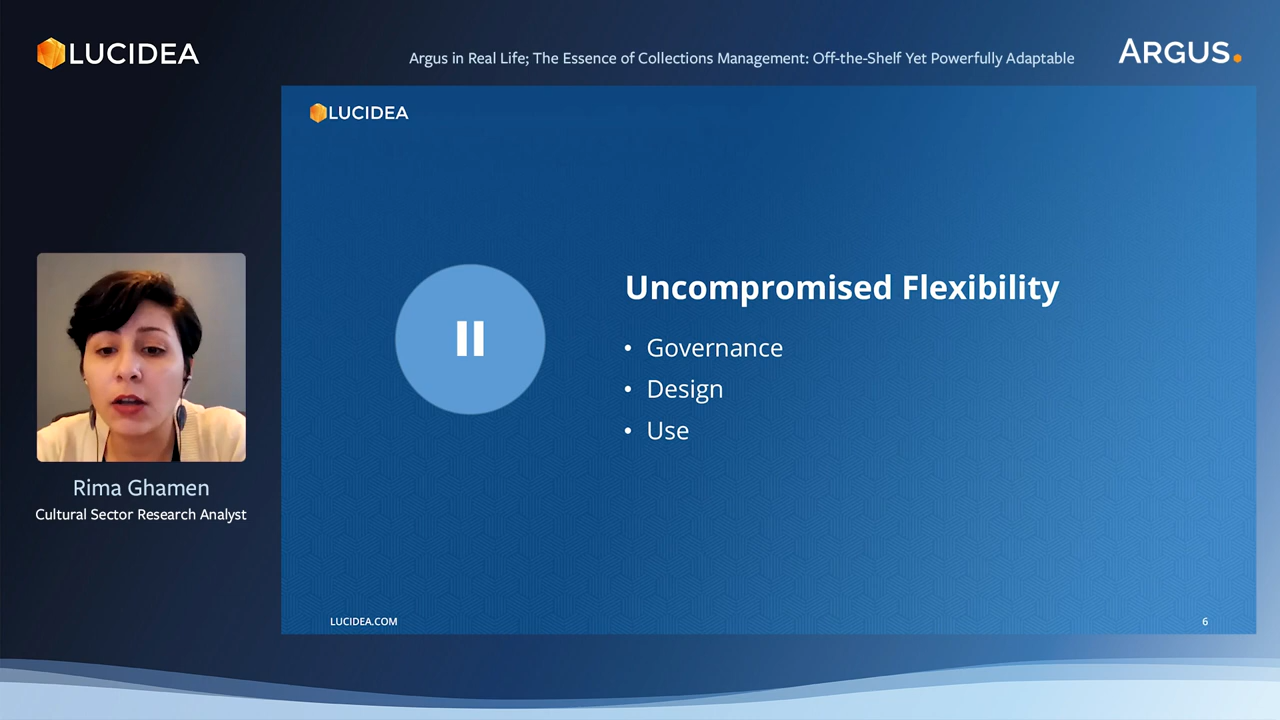 LUCIDEA
Argus in Real Life; The Essence of Collections Management: Off-the-Shelf Yet Powerfully Adaptable
ARGUS.
LUCIDEA
Uncompromised Flexibility
• Governance
• Design
• Use
Rima Ghamen
Cultural Sector Research Analyst
LUCIDEA.COM
6